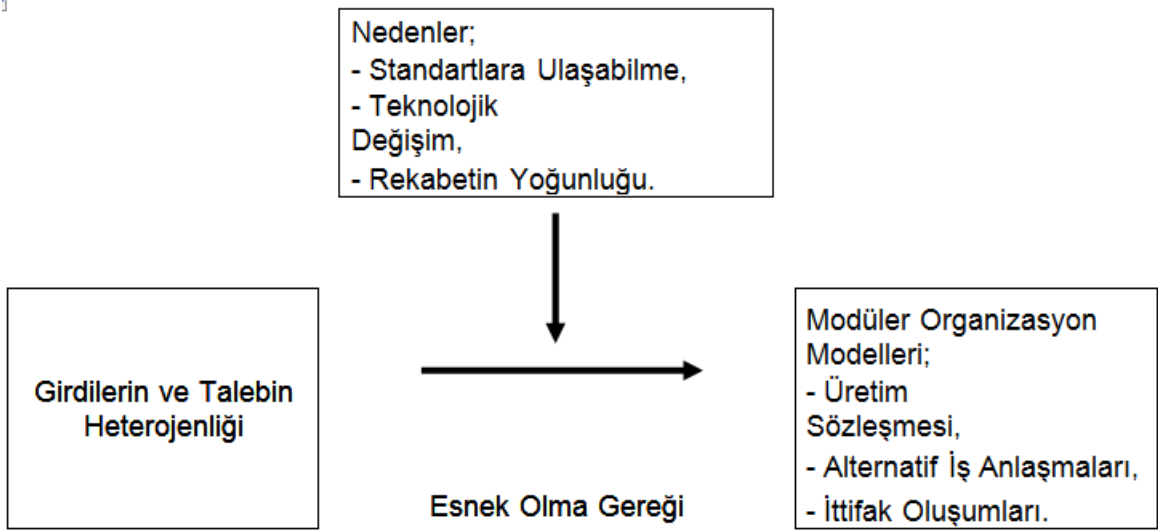 Nedenler;
- Standartlara Ulaşabilme,
- Teknolojik
Değişim,
- Rekabetin Yoğunluğu.
Girdilerin ve Talebin
Heterojenliği
Esnek Olma Gereği
Modüler Organizasyon
Modelleri;
- Üretim
Sözleşmesi,
- Alternatif İş Anlaşmaları,
- İttifak Oluşumları.